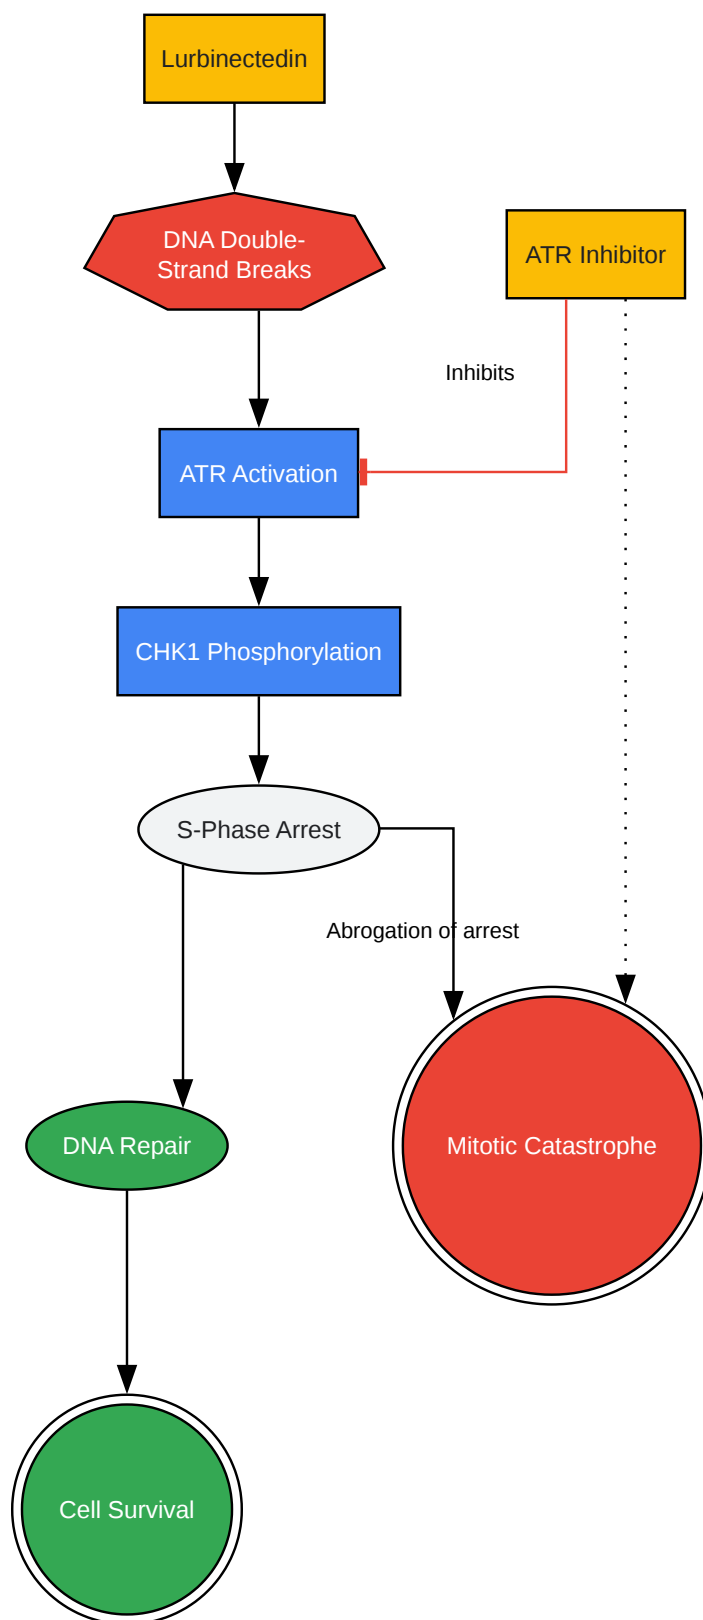 Lurbinectedin
DNA Double-
Strand Breaks
ATR Inhibitor
Inhibits
ATR Activation
CHK1 Phosphorylation
S-Phase Arrest
Abrogation of arrest
DNA Repair
Mitotic Catastrophe
Cell Survival